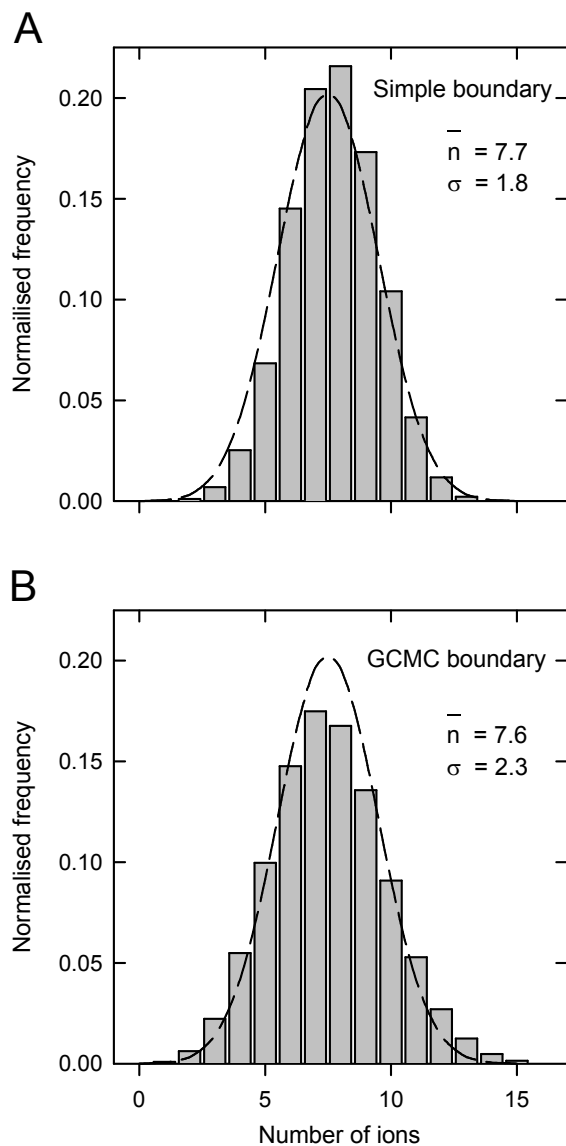 A
Simple boundary
n = 7.7
σ = 1.8
0.20
0.15
0.10
0.05
0.00
Normailised frequency
B
GCMC boundary
n = 7.6
σ = 2.3
0.20
0.15
0.10
0.05
0.00
Normalised frequency
0 5 10 15
Number of ions